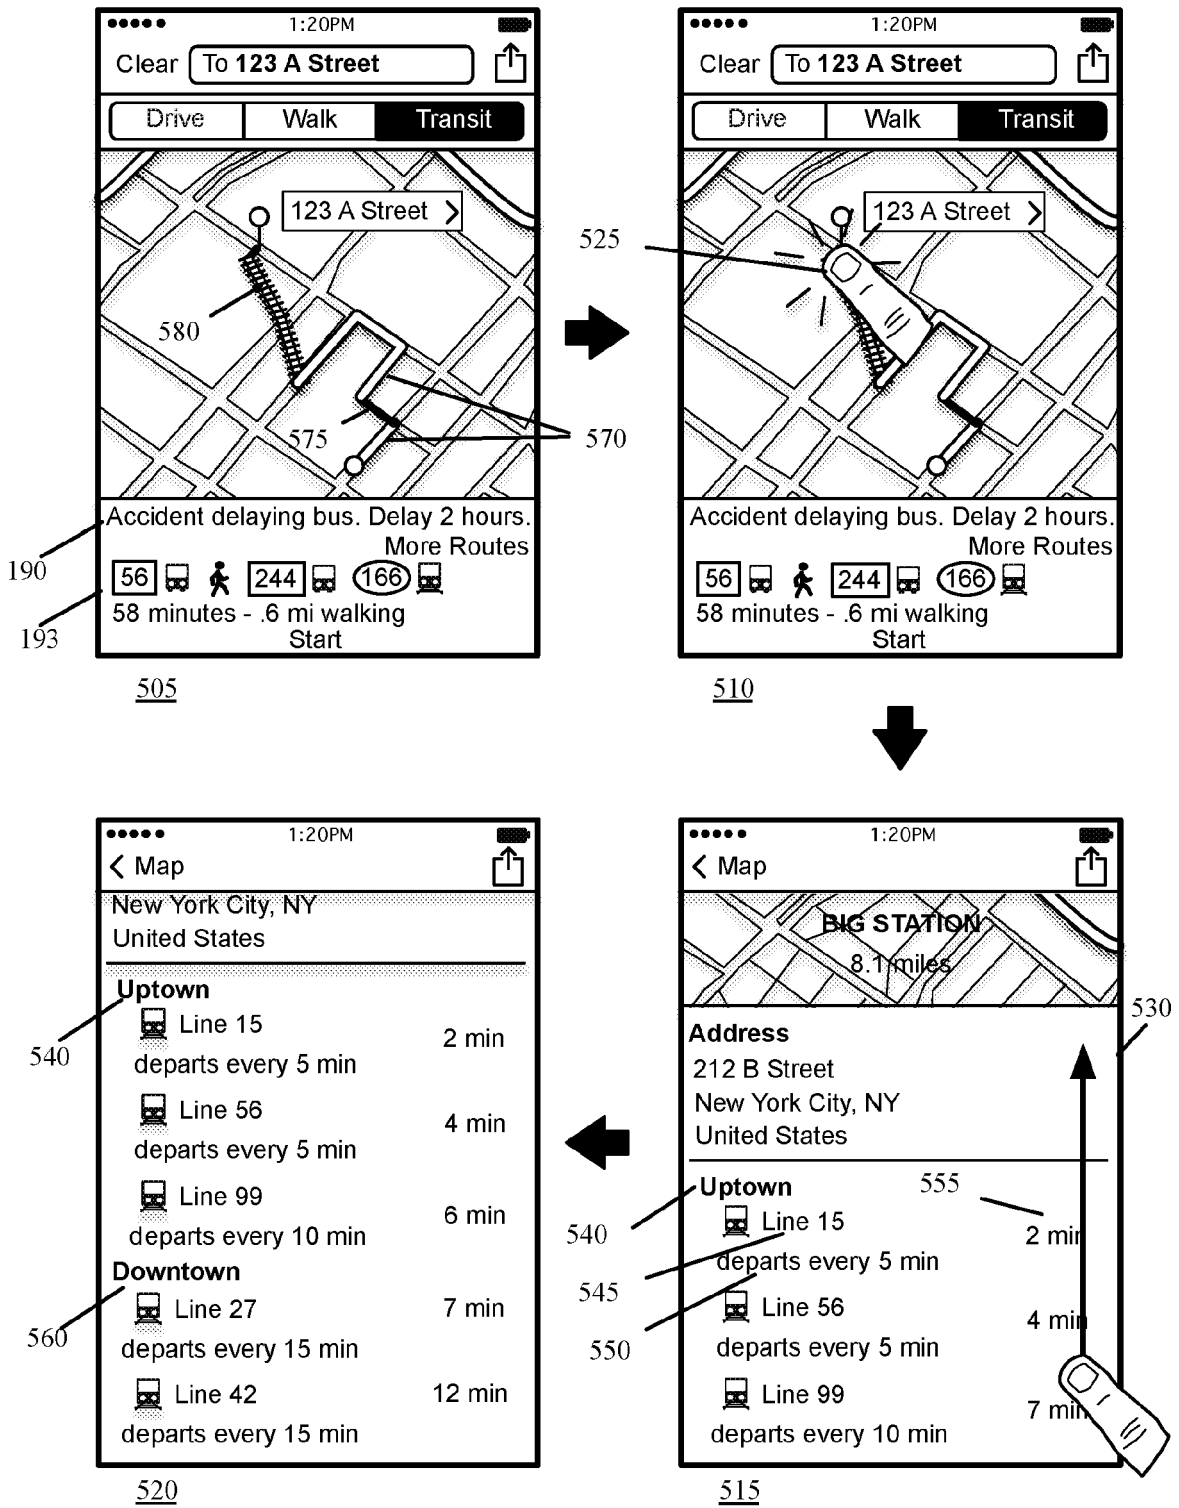 1:20PM
Clear To 123 A Street
Drive Walk Transit
123 A Street
580
575
Accident delaying bus. Delay 2 hours.
More Routes
56 244 166
58 minutes - .6 mi walking
Start
190
193
505
525
570
1:20PM
Clear To 123 A Street
Drive Walk Transit
123 A Street
Accident delaying bus. Delay 2 hours.
More Routes
56 244 166
58 minutes - .6 mi walking
Start
510
1:20PM
Map
New York City, NY
United States
Uptown
Line 15
2 min
departs every 5 min
Line 56
4 min
departs every 5 min
Line 99
6 min
departs every 10 min
Downtown
Line 27
7 min
departs every 15 min
Line 42
12 min
departs every 15 min
540
560
520
1:20PM
Map
BIG STATION
8.1 miles
Address
212 B Street
New York City, NY
United States
Uptown
Line 15
2 min
departs every 5 min
Line 56
4 min
departs every 5 min
Line 99
7 min
departs every 10 min
530
555
540
545
550
515